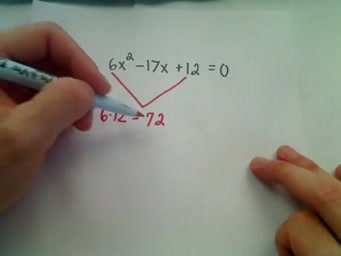 6x² -17x +12 = 0
6·12 = 72